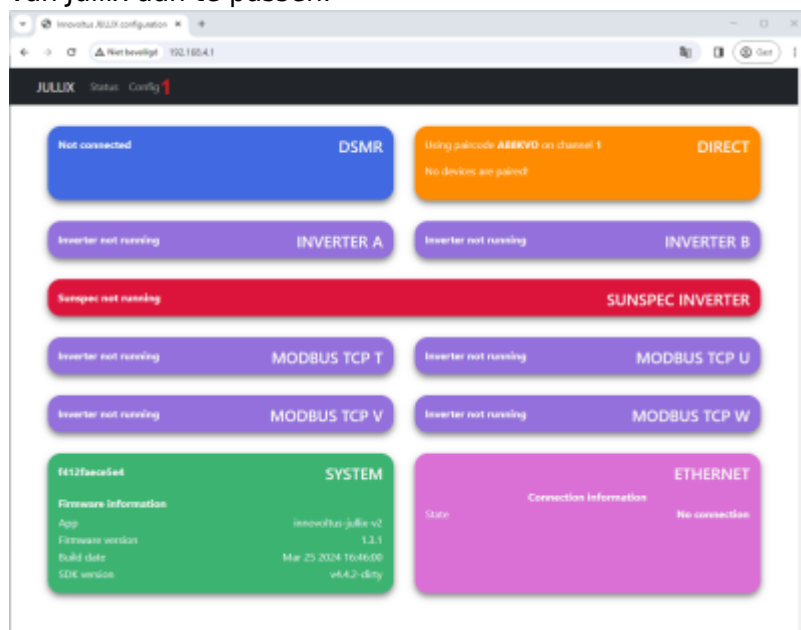 van Jullix aan te passen.
Innovoltus JULLIX configuration
Niet beveiligd 192.168.4.1
Gast
JULLIX Status Config 1
Not connected DSMR
Using paircode on channel 1 DIRECT
No devices are paired!
Inverter not running INVERTER A
Inverter not running INVERTER B
Sunspec not running SUNSPEC INVERTER
Inverter not running MODBUS TCP T
Inverter not running MODBUS TCP U
Inverter not running MODBUS TCP V
Inverter not running MODBUS TCP W
f412faece5e4 SYSTEM
Firmware information
App innovoltus-jullix-v2
Firmware version 1.3.1
Build date Mar 25 2024 16:46:00
SDK version v4.4.2-dirty
ETHERNET
Connection information
State No connection